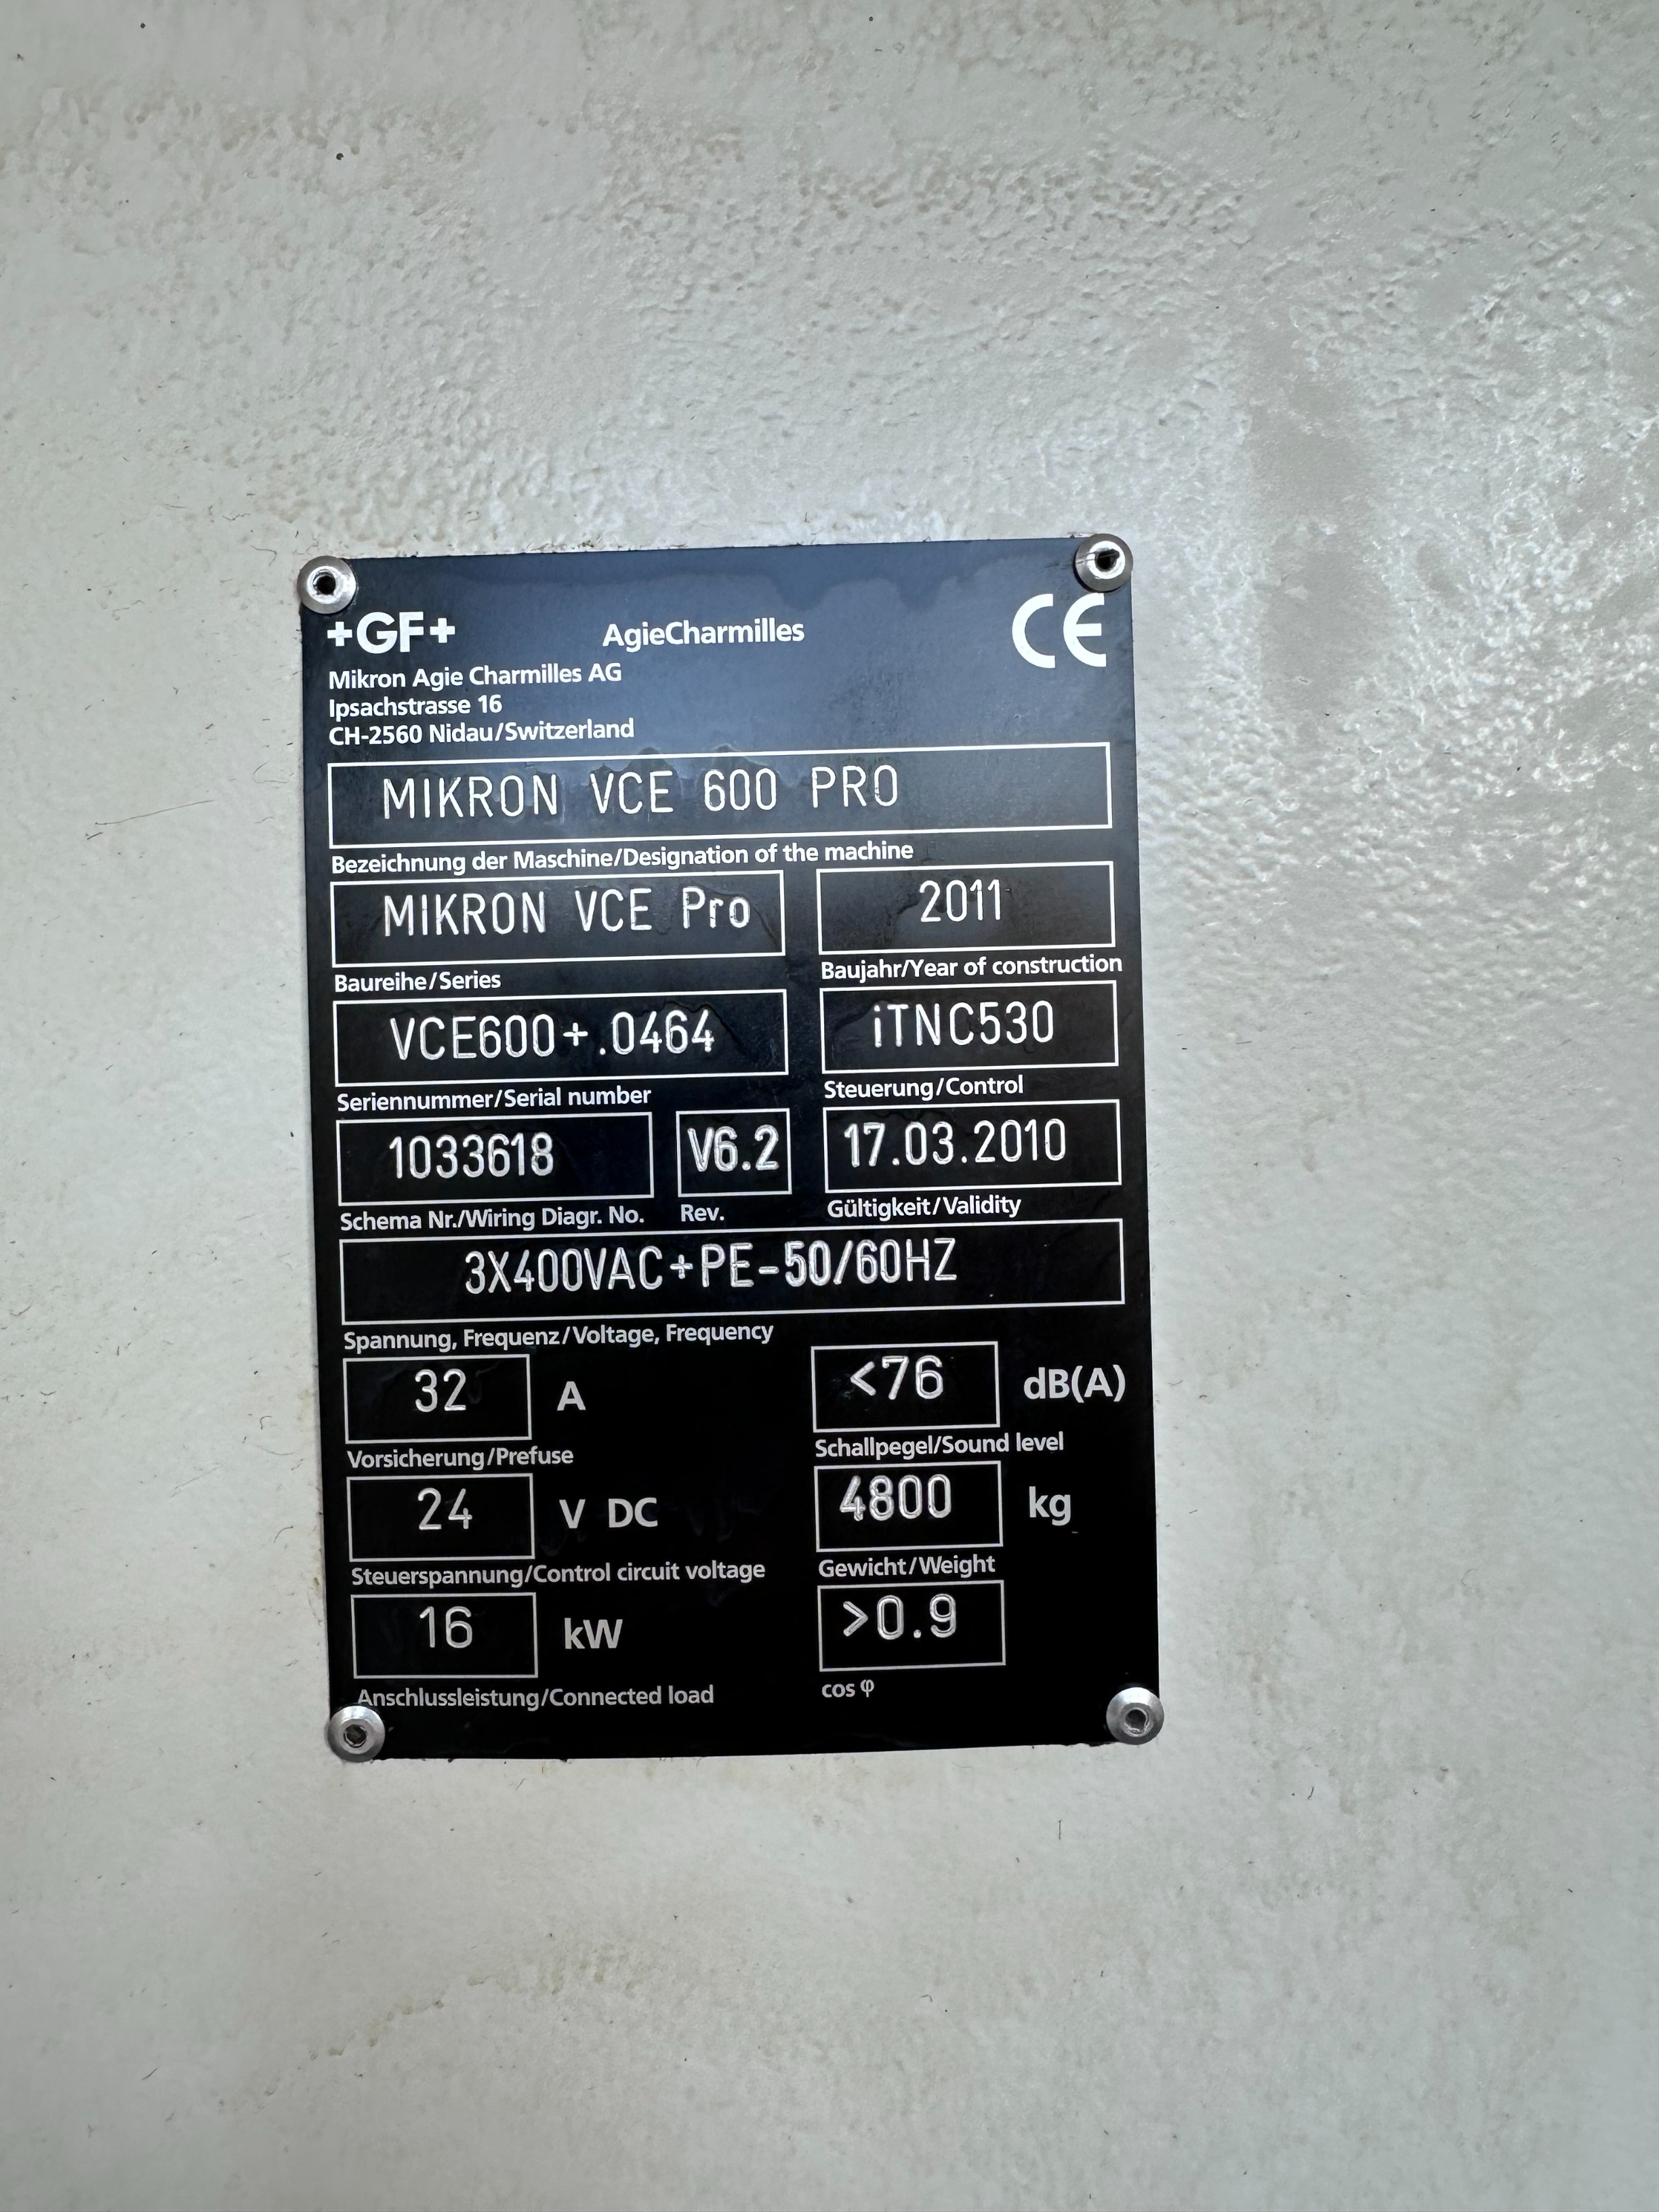 +GF+ AgieCharmilles CE
Mikron Agie Charmilles AG
Ipsachstrasse 16
CH-2560 Nidau/Switzerland
MIKRON VCE 600 PRO
Bezeichnung der Maschine/Designation of the machine
MIKRON VCE Pro 2011
Baureihe/Series Baujahr/Year of construction
VCE600+.0464 iTNC530
Seriennummer/Serial number Steuerung/Control
1033618 V6.2 17.03.2010
Schema Nr./Wiring Diagr. No. Rev. Gültigkeit/Validity
3X400VAC+PE-50/60HZ
Spannung, Frequenz/Voltage, Frequency
32 A <76 dB(A)
Vorsicherung/Prefuse Schallpegel/Sound level
24 V DC 4800 kg
Steuerspannung/Control circuit voltage Gewicht/Weight
16 kW >0.9
Anschlussleistung/Connected load cos φ